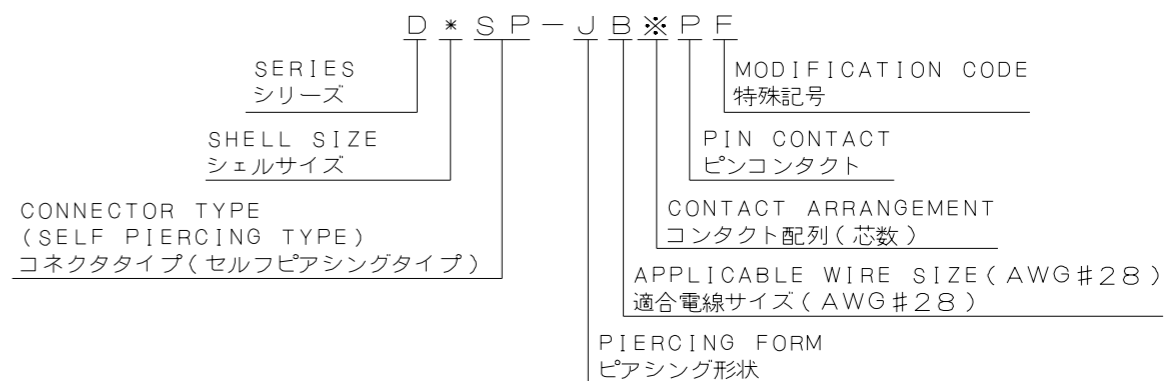 D*SP-JB※PF
SERIES
シリーズ
MODIFICATION CODE
特殊記号
SHELL SIZE
シェルサイズ
PIN CONTACT
ピンコンタクト
CONNECTOR TYPE
(SELF PIERCING TYPE)
コネクタタイプ(セルフピアシングタイプ)
CONTACT ARRANGEMENT
コンタクト配列(芯数)
APPLICABLE WIRE SIZE(AWG#28)
適合電線サイズ(AWG#28)
PIERCING FORM
ピアシング形状